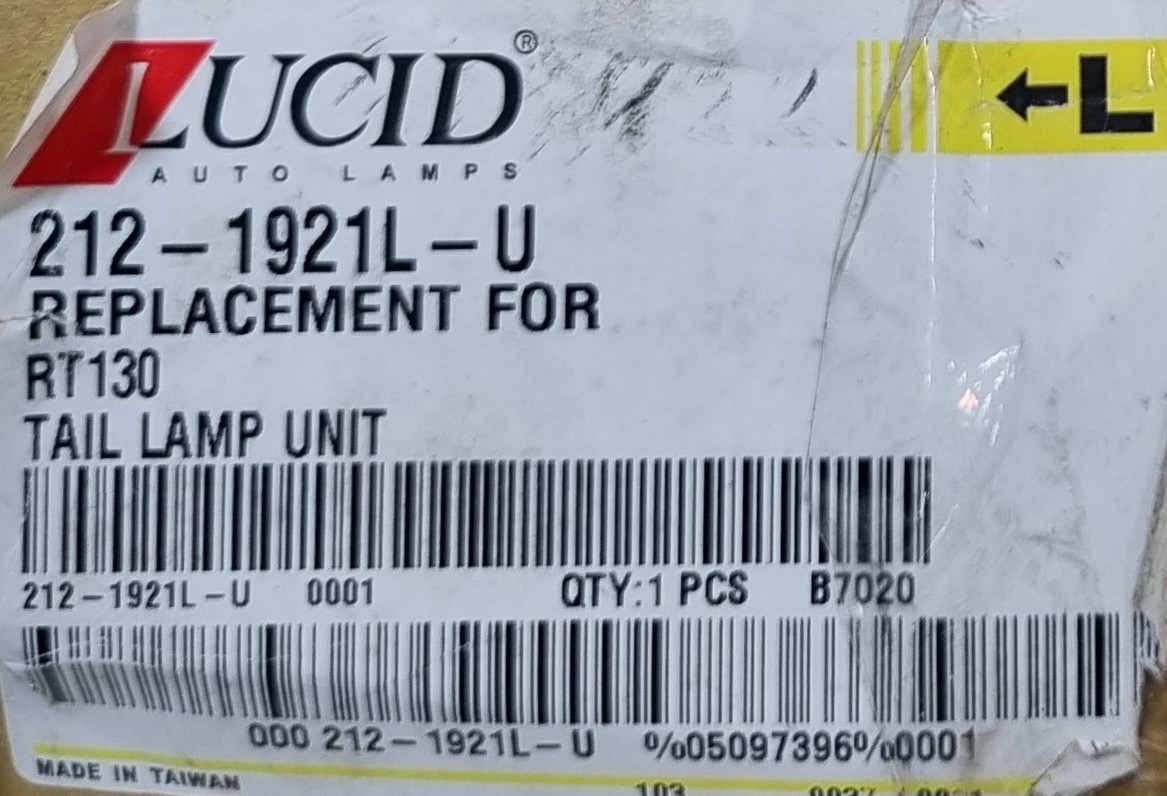 LUCID®
←L
AUTO LAMPS
212-1921L-U
REPLACEMENT FOR
RT130
TAIL LAMP UNIT
212-1921L-U 0001 QTY:1 PCS B7020
000 212-1921L-U %05097396%0001
MADE IN TAIWAN
103